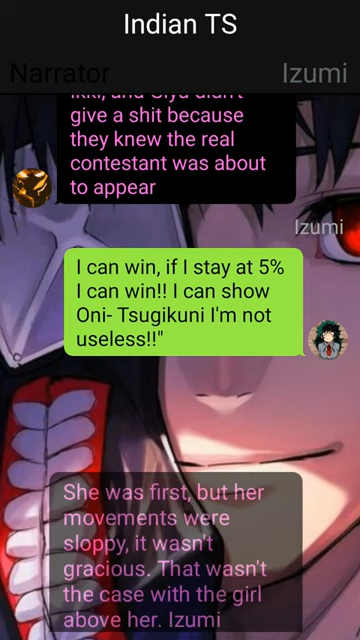 Indian TS
Narrator
Izumi
give a shit because
they knew the real
contestant was about
to appear
Izumi
I can win, if I stay at 5%
I can win!! I can show
Oni- Tsugikuni I'm not
useless!!"
She was first, but her
movements were
sloppy, it wasn't
gracious. That wasn't
the case with the girl
above her. Izumi